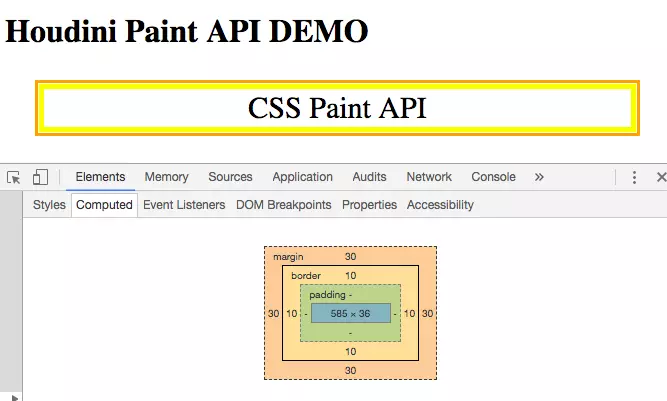 Houdini Paint API DEMO
CSS Paint API
Elements Memory Sources Application Audits Network Console »
Styles Computed Event Listeners DOM Breakpoints Properties Accessibility
margin 30
border 10
padding -
30 10 - 585 × 36 - 10 30
-
10
30